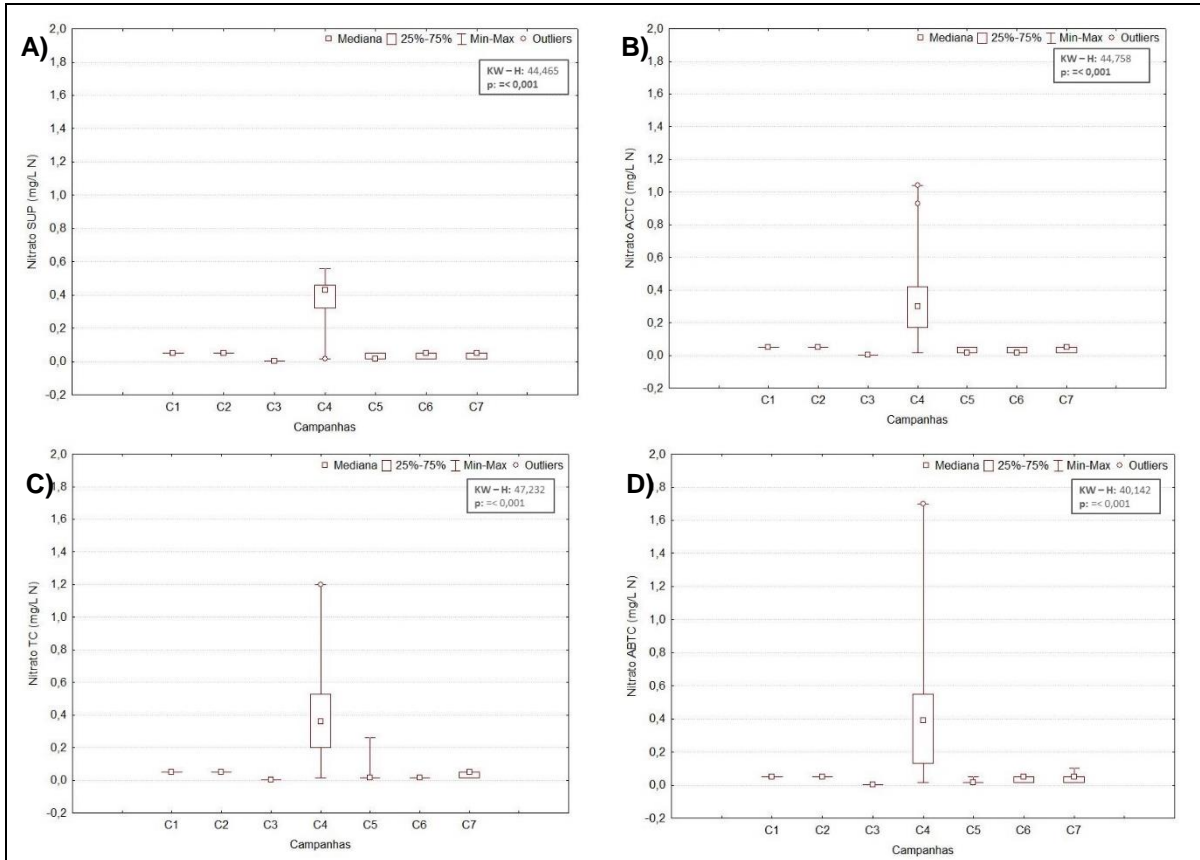 A)
2,0
1,8
1,6
1,4
1,2
1,0
0,8
0,6
0,4
0,2
0,0
-0,2
Nitrato SUP (mg/L N)
Mediana 25%-75% Min-Max Outliers
KW – H: 44,465
p: =< 0,001
C1 C2 C3 C4 C5 C6 C7
Campanhas
B)
2,0
1,8
1,6
1,4
1,2
1,0
0,8
0,6
0,4
0,2
0,0
-0,2
Nitrato ACTC (mg/L N)
Mediana 25%-75% Min-Max Outliers
KW – H: 44,758
p: =< 0,001
C1 C2 C3 C4 C5 C6 C7
Campanhas
C)
2,0
1,8
1,6
1,4
1,2
1,0
0,8
0,6
0,4
0,2
0,0
-0,2
Nitrato TC (mg/L N)
Mediana 25%-75% Min-Max Outliers
KW – H: 47,232
p: =< 0,001
C1 C2 C3 C4 C5 C6 C7
Campanhas
D)
2,0
1,8
1,6
1,4
1,2
1,0
0,8
0,6
0,4
0,2
0,0
-0,2
Nitrato ABTC (mg/L N)
Mediana 25%-75% Min-Max Outliers
KW – H: 40,142
p: =< 0,001
C1 C2 C3 C4 C5 C6 C7
Campanhas